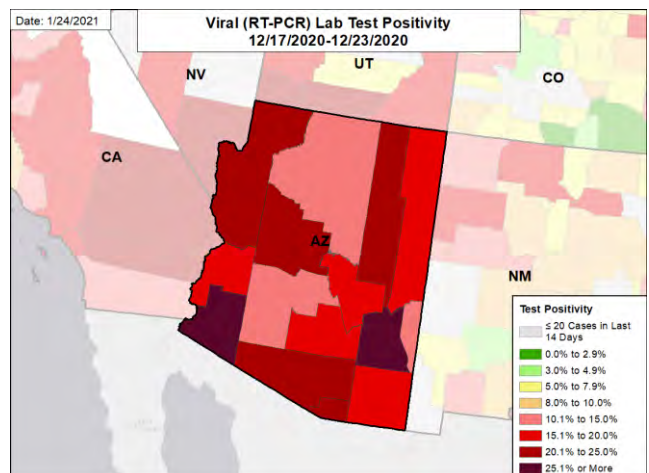 Date: 1/24/2021
Viral (RT-PCR) Lab Test Positivity
12/17/2020-12/23/2020
UT
NV
CO
CA
AZ
NM
Test Positivity
≤ 20 Cases in Last
14 Days
0.0% to 2.9%
3.0% to 4.9%
5.0% to 7.9%
8.0% to 10.0%
10.1% to 15.0%
15.1% to 20.0%
20.1% to 25.0%
25.1% or More